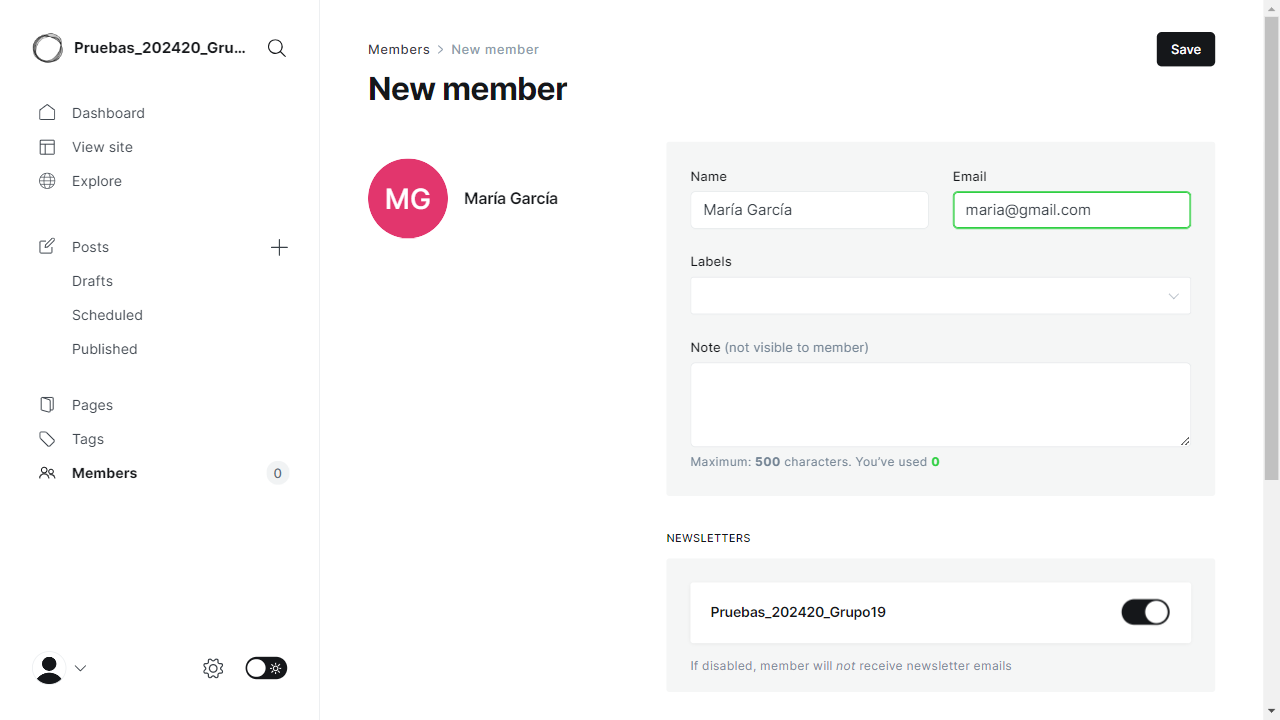 Pruebas_202420_Gru...
Dashboard
View site
Explore
Posts
Drafts
Scheduled
Published
Pages
Tags
Members 0
Members > New member
Save
New member
MG María García
Name
María García
Email
maria@gmail.com
Labels
Note (not visible to member)
Maximum: 500 characters. You've used 0
NEWSLETTERS
Pruebas_202420_Grupo19
If disabled, member will not receive newsletter emails